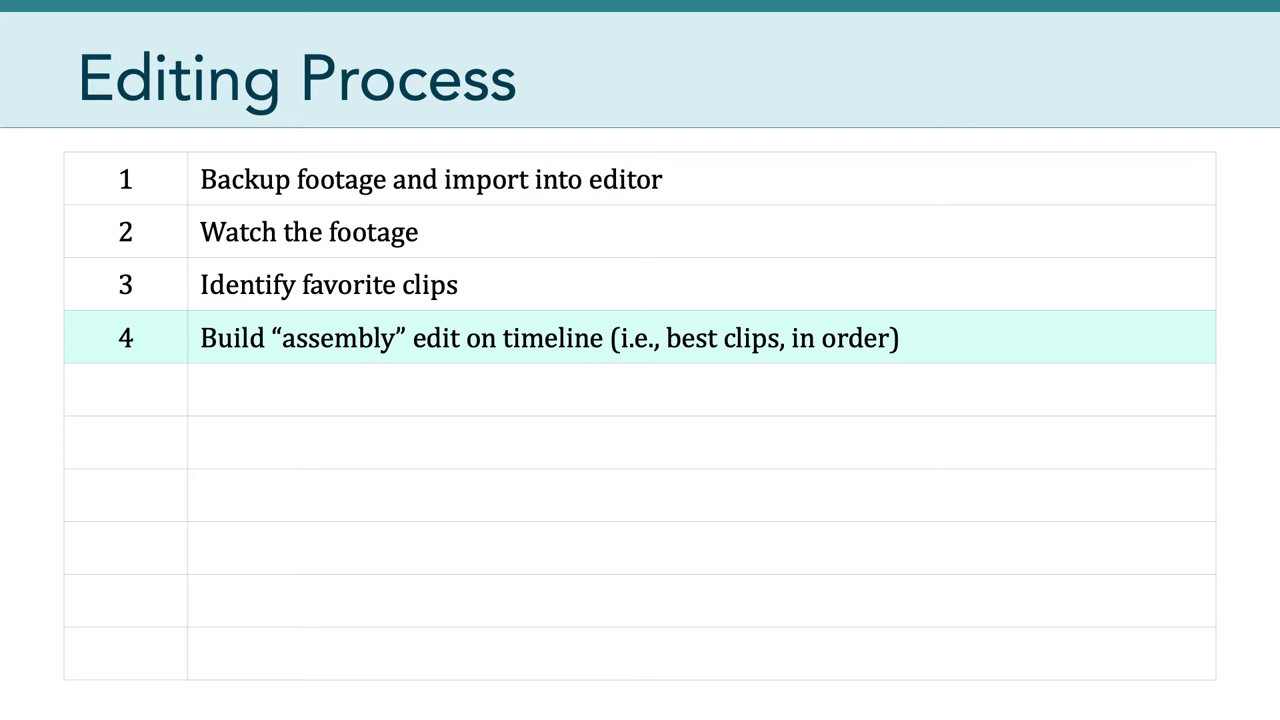 Editing Process
1 Backup footage and import into editor
2 Watch the footage
3 Identify favorite clips
4 Build “assembly” edit on timeline (i.e., best clips, in order)